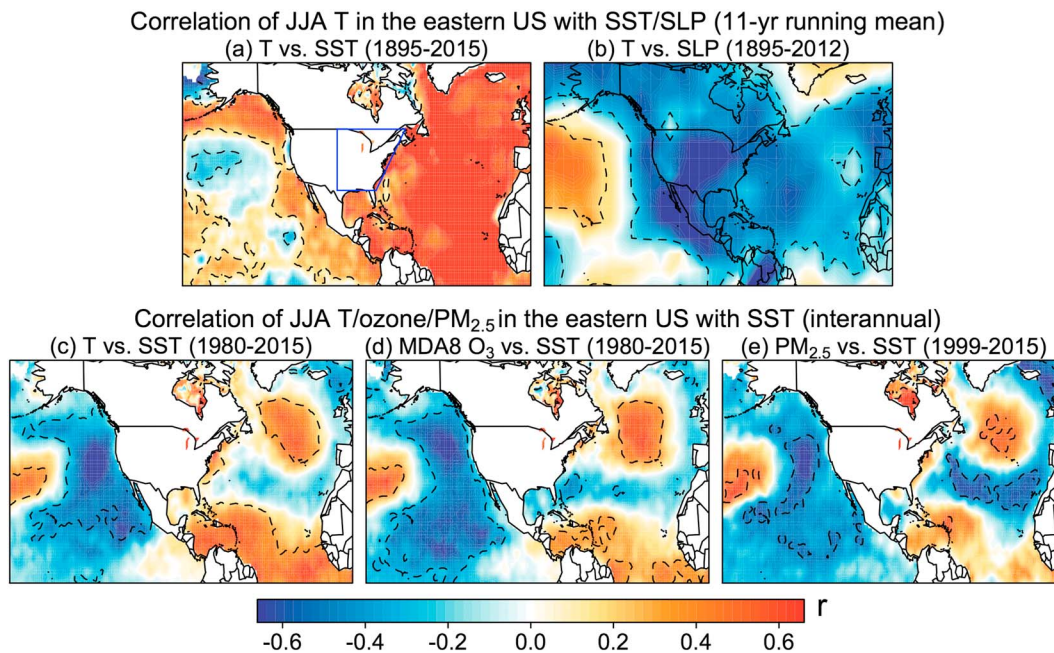 Correlation of JJA T in the eastern US with SST/SLP (11-yr running mean)
(a) T vs. SST (1895-2015)
(b) T vs. SLP (1895-2012)
Correlation of JJA T/ozone/PM2.5 in the eastern US with SST (interannual)
(c) T vs. SST (1980-2015)
(d) MDA8 O3 vs. SST (1980-2015)
(e) PM2.5 vs. SST (1999-2015)
r
-0.6 -0.4 -0.2 0.0 0.2 0.4 0.6